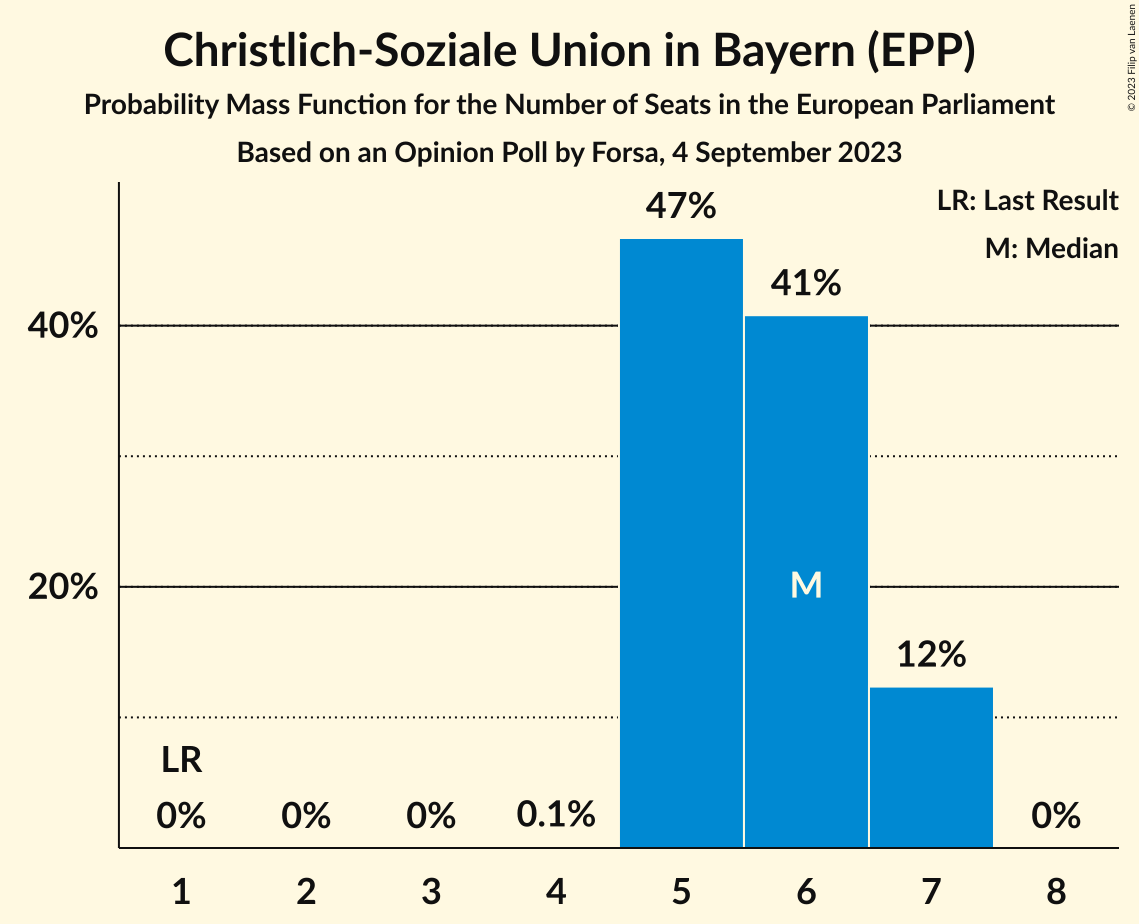 Christlich-Soziale Union in Bayern (EPP)
Probability Mass Function for the Number of Seats in the European Parliament
Based on an Opinion Poll by Forsa, 4 September 2023
© 2023 Filip van Laenen
LR: Last Result
M: Median
47%
41%
40%
20%
M
12%
LR
0%
0%
0%
0.1%
0%
1
2
3
4
5
6
7
8